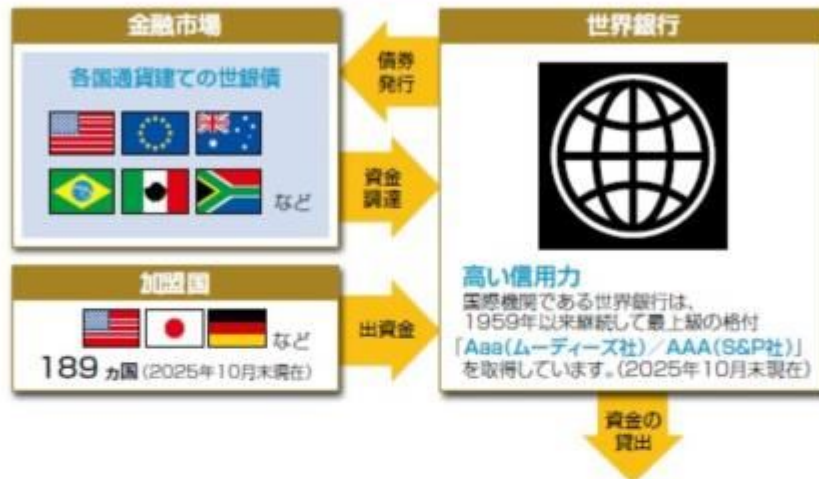 金融市場
各国通貨建ての世銀債
など
債券
発行
資金
調達
加盟国
など
189 ヵ国(2025年10月末現在)
出資金
世界銀行
高い信用力
国際機関である世界銀行は、
1959年以来継続して最上級の格付
「Aaa(ムーディーズ社)/AAA(S&P社)」
を取得しています。(2025年10月末現在)
資金の
貸出